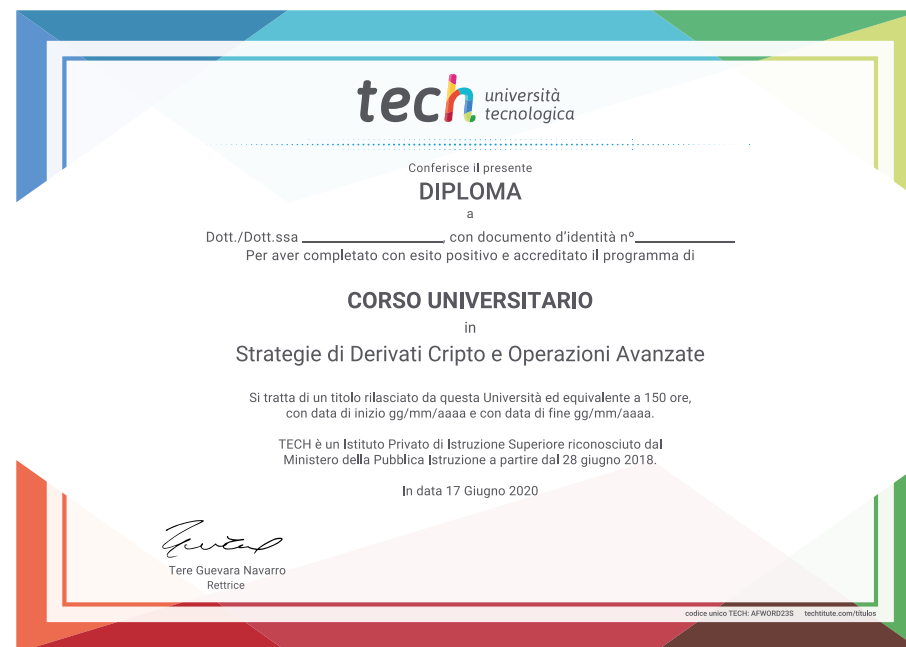 tech università
tecnologica
Conferisce il presente
DIPLOMA
a
Dott./Dott.ssa ____________________, con documento d'identità nº______________
Per aver completato con esito positivo e accreditato il programma di
CORSO UNIVERSITARIO
in
Strategie di Derivati Cripto e Operazioni Avanzate
Si tratta di un titolo rilasciato da questa Università ed equivalente a 150 ore,
con data di inizio gg/mm/aaaa e con data di fine gg/mm/aaaa.
TECH è un Istituto Privato di Istruzione Superiore riconosciuto dal
Ministero della Pubblica Istruzione a partire dal 28 giugno 2018.
In data 17 Giugno 2020
Tere Guevara Navarro
Rettrice
codice unico TECH: AFWORD23S techtitute.com/titulos